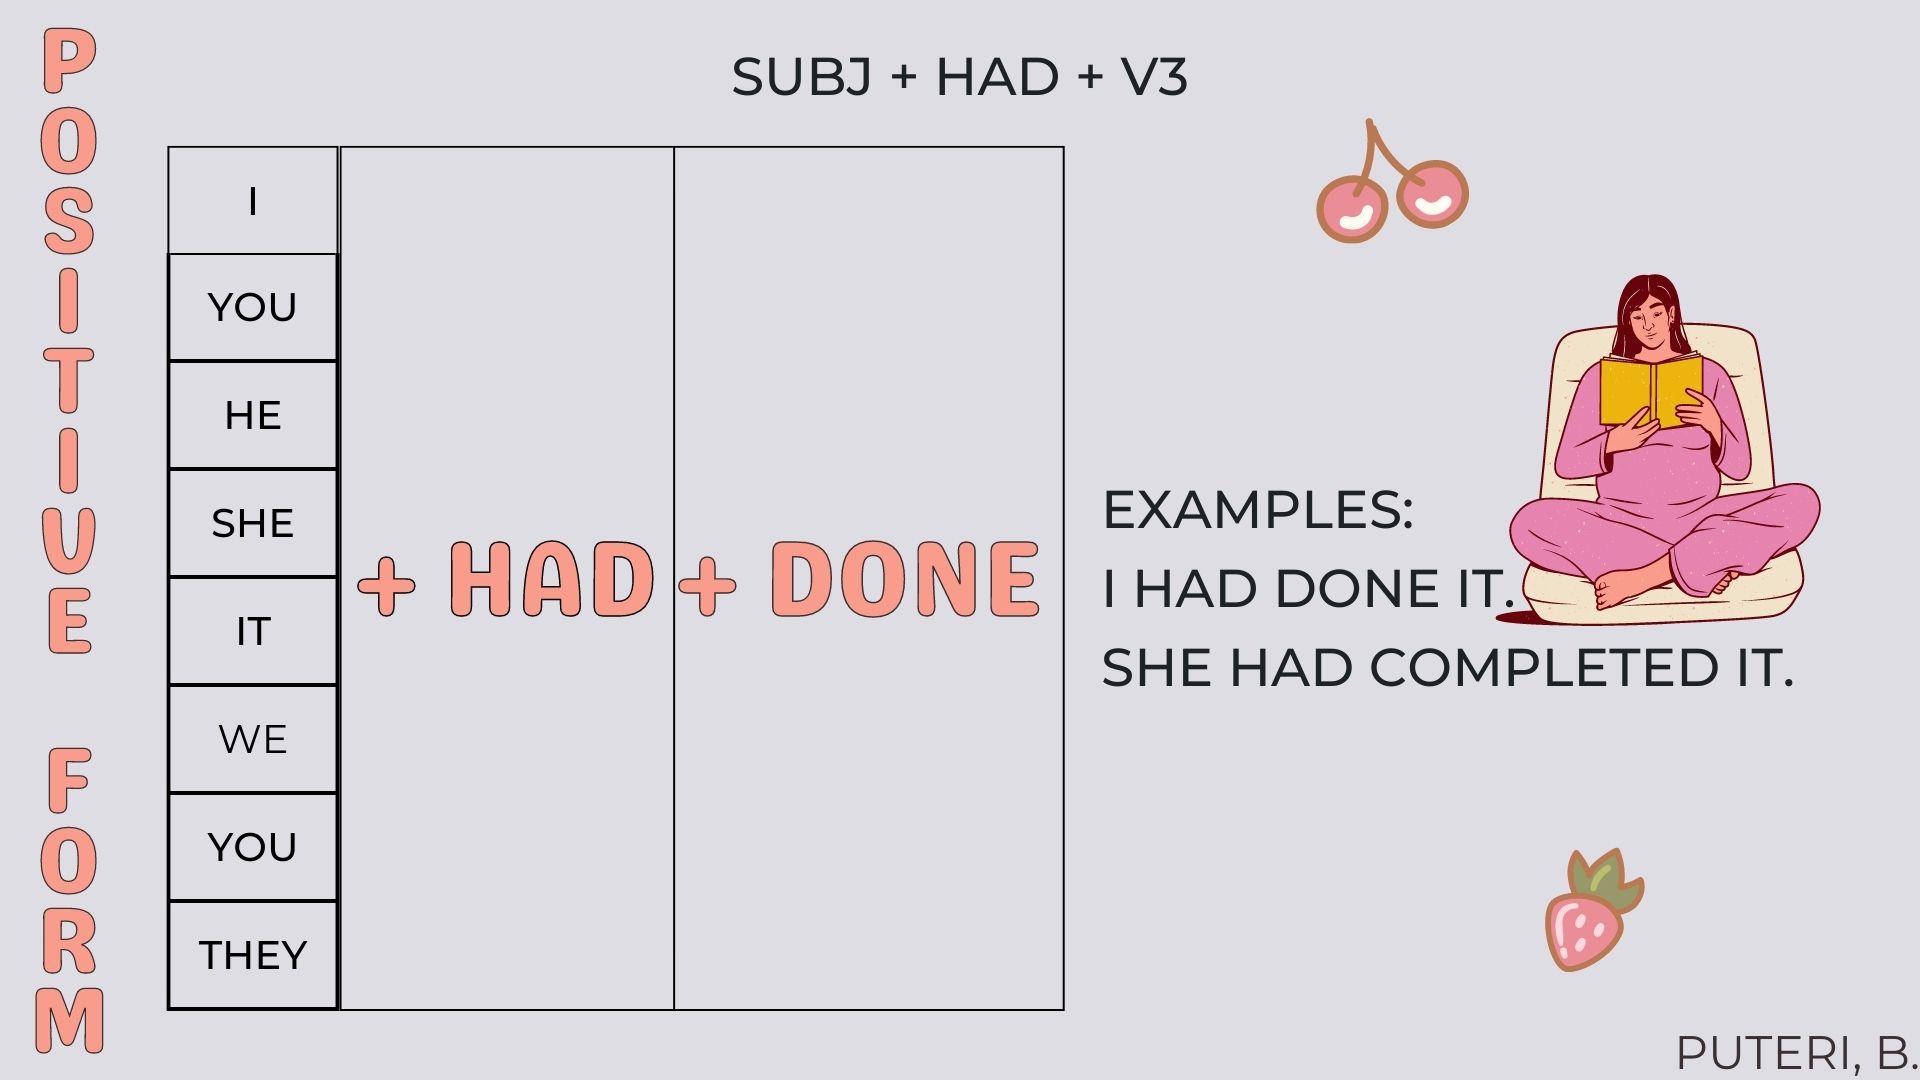 POSITIVE FORM
SUBJ + HAD + V3
I
YOU
HE
SHE
IT
WE
YOU
THEY
+ HAD
+ DONE
EXAMPLES:
I HAD DONE IT.
SHE HAD COMPLETED IT.
PUTERI, B.